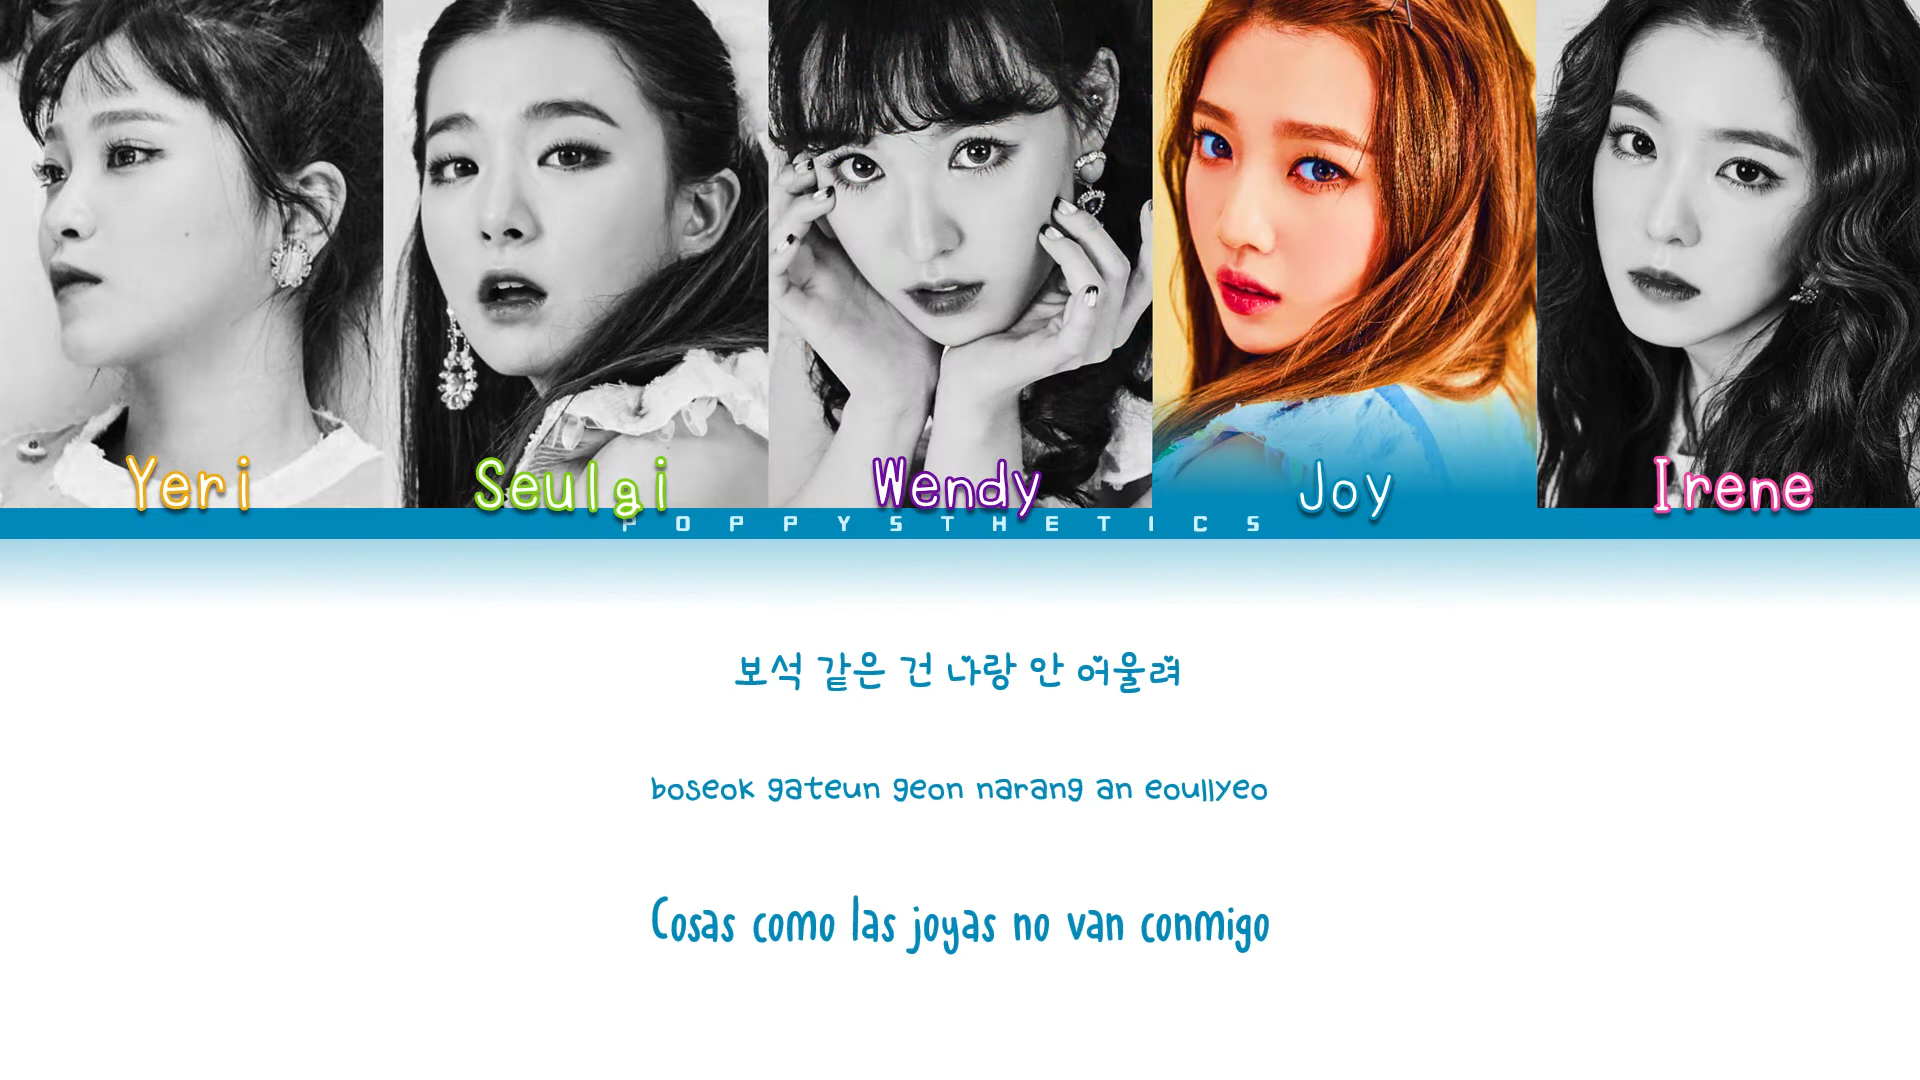 Yeri Seulgi Wendy Joy Irene
POPPYSTHETICS
보석 같은 건 나랑 안 어울려
boseok gateun geon narang an eoullyeo
Cosas como las joyas no van conmigo